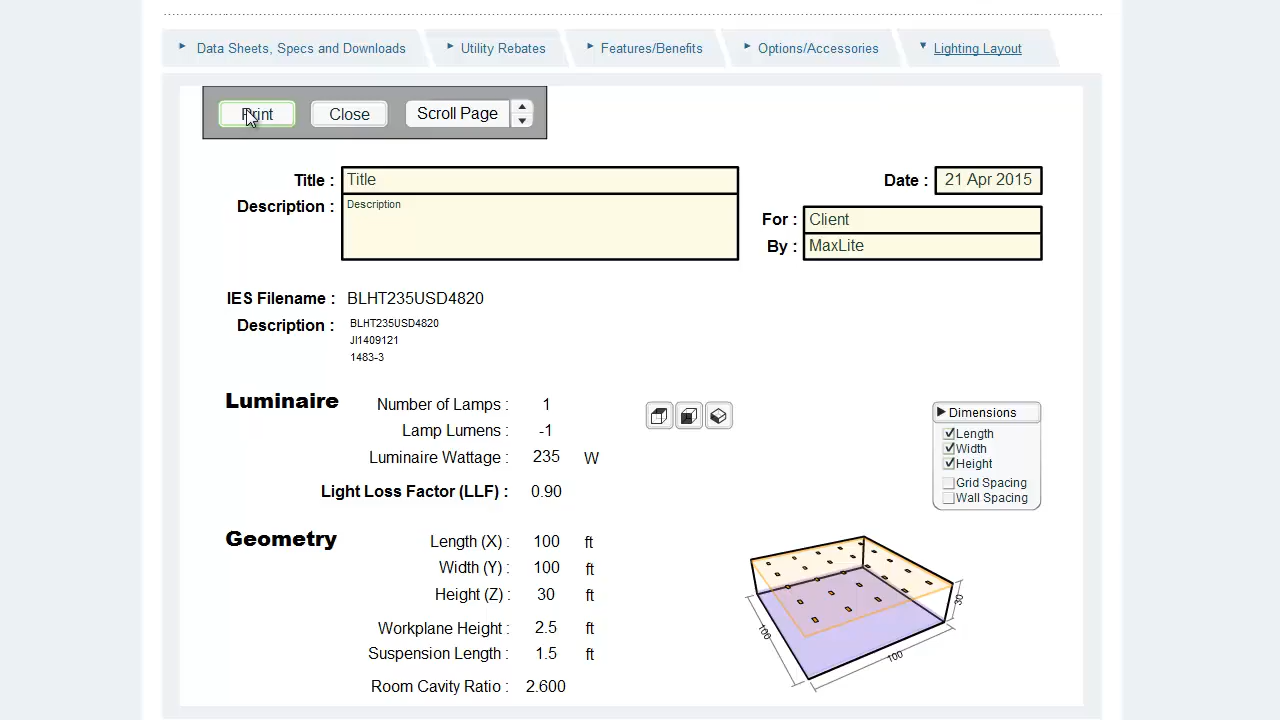 Data Sheets, Specs and Downloads Utility Rebates Features/Benefits Options/Accessories Lighting Layout
Print Close Scroll Page
Title : Title Date : 21 Apr 2015
Description : Description
For : Client
By : MaxLite
IES Filename : BLHT235USD4820
Description : BLHT235USD4820
JI1409121
1483-3
Luminaire Number of Lamps : 1
Dimensions
Lamp Lumens : -1
Length
Width
Luminaire Wattage : 235 W
Height
Grid Spacing
Light Loss Factor (LLF) : 0.90
Wall Spacing
Geometry Length (X) : 100 ft
Width (Y) : 100 ft
Height (Z) : 30 ft
30
Workplane Height : 2.5 ft
100
Suspension Length : 1.5 ft
100
Room Cavity Ratio : 2.600